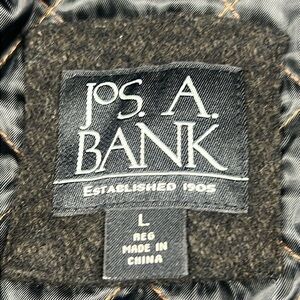 JOS. A.
BANK
ESTABLISHED 1905
L
REG
MADE IN
CHINA